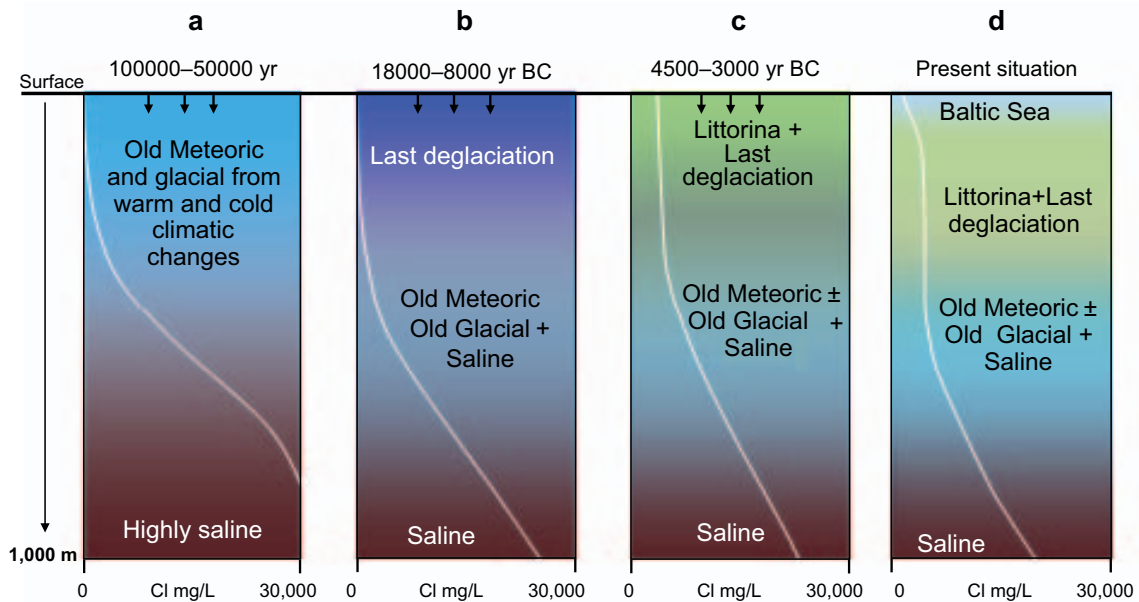 a
b
c
d
100000–50000 yr
18000–8000 yr BC
4500–3000 yr BC
Present situation
Surface
Old Meteoric
and glacial from
warm and cold
climatic
changes
Highly saline
Last deglaciation
Old Meteoric
Old Glacial +
Saline
Saline
Littorina +
Last
deglaciation
Old Meteoric ±
Old Glacial +
Saline
Saline
Baltic Sea
Littorina+Last
deglaciation
Old Meteoric ±
Old Glacial +
Saline
Saline
1,000 m
0 Cl mg/L 30,000
0 Cl mg/L 30,000
0 Cl mg/L 30,000
0 Cl mg/L 30,000